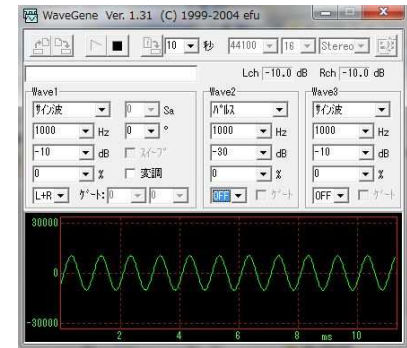 WaveGene Ver. 1.31 (C) 1999-2004 efu
10 秒 44100 16 Stereo
Lch -10.0 dB Rch -10.0 dB
Wave1 Wave2 Wave3
ｻｲﾝ波 0 Sa ﾊﾟﾙｽ ｻｲﾝ波
1000 Hz 0 ° 1000 Hz 1000 Hz
-10 dB ｽｲｰﾌﾟ -30 dB -10 dB
0 % 変調 0 % 0 %
L+R ｹﾞｰﾄ: 0 0 OFF ｹﾞｰﾄ OFF ｹﾞｰﾄ
30000
0
-30000
2 4 6 8 ms 10